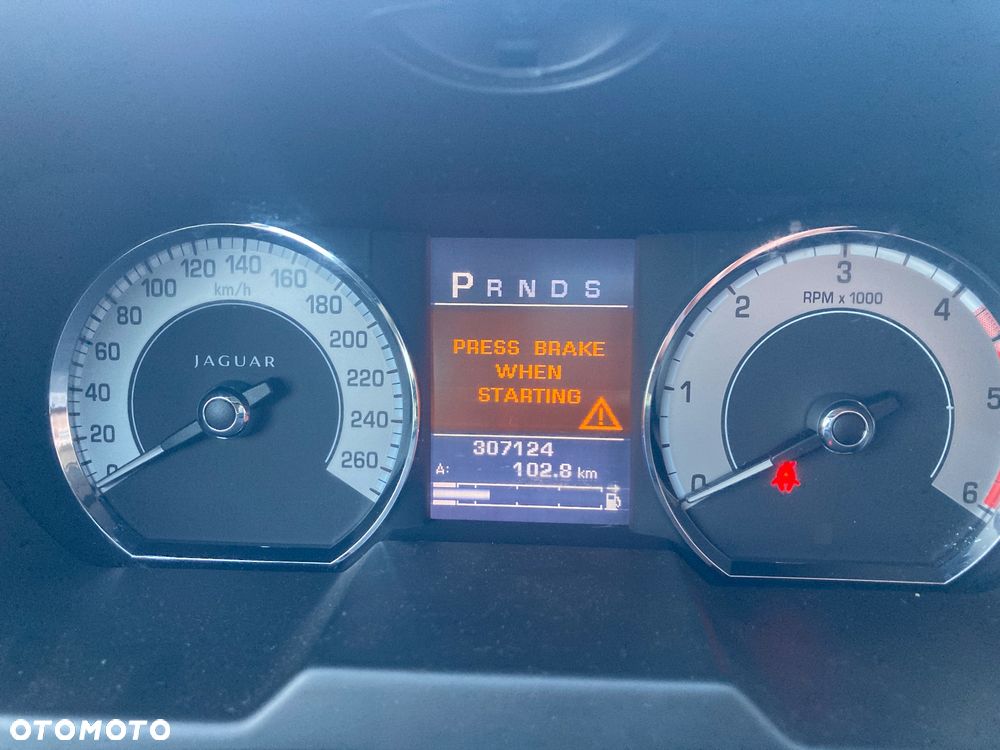 JAGUAR
km/h
0
20
40
60
80
100
120
140
160
180
200
220
240
260
P R N D S
PRESS BRAKE
WHEN
STARTING
307124
A: 102.8 km
RPM x 1000
0
1
2
3
4
5
6
OTOMOTO